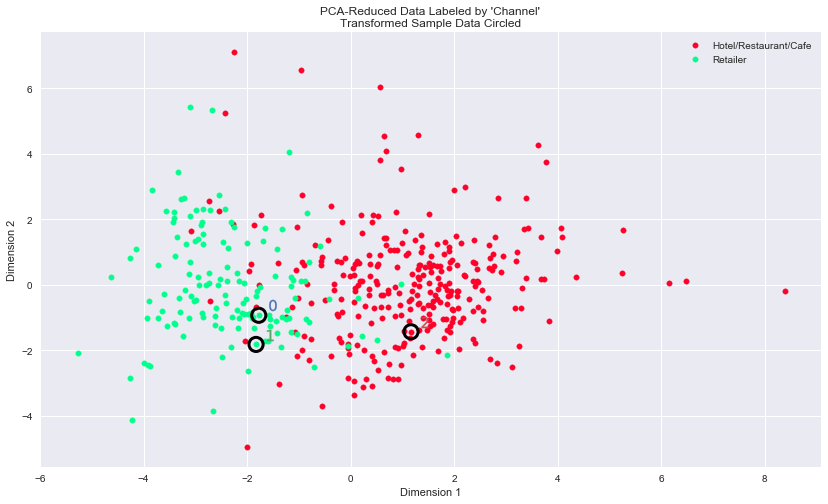 PCA-Reduced Data Labeled by 'Channel'
Transformed Sample Data Circled
Hotel/Restaurant/Cafe
Retailer
6
4
2
0
−2
−4
Dimension 2
0
1
2
−6
−4
−2
0
2
4
6
8
Dimension 1